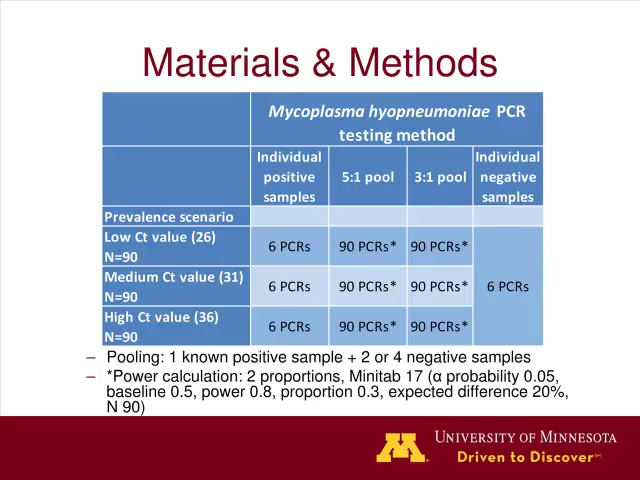 Materials & Methods
Mycoplasma hyopneumoniae PCR
testing method
Individual
positive
samples
5:1 pool
3:1 pool
Individual
negative
samples
Prevalence scenario
Low Ct value (26)
N=90
6 PCRs
90 PCRs*
90 PCRs*
Medium Ct value (31)
N=90
6 PCRs
90 PCRs*
90 PCRs*
6 PCRs
High Ct value (36)
N=90
6 PCRs
90 PCRs*
90 PCRs*
– Pooling: 1 known positive sample + 2 or 4 negative samples
– *Power calculation: 2 proportions, Minitab 17 (α probability 0.05,
baseline 0.5, power 0.8, proportion 0.3, expected difference 20%,
N 90)
M
UNIVERSITY OF MINNESOTA
Driven to Discover℠